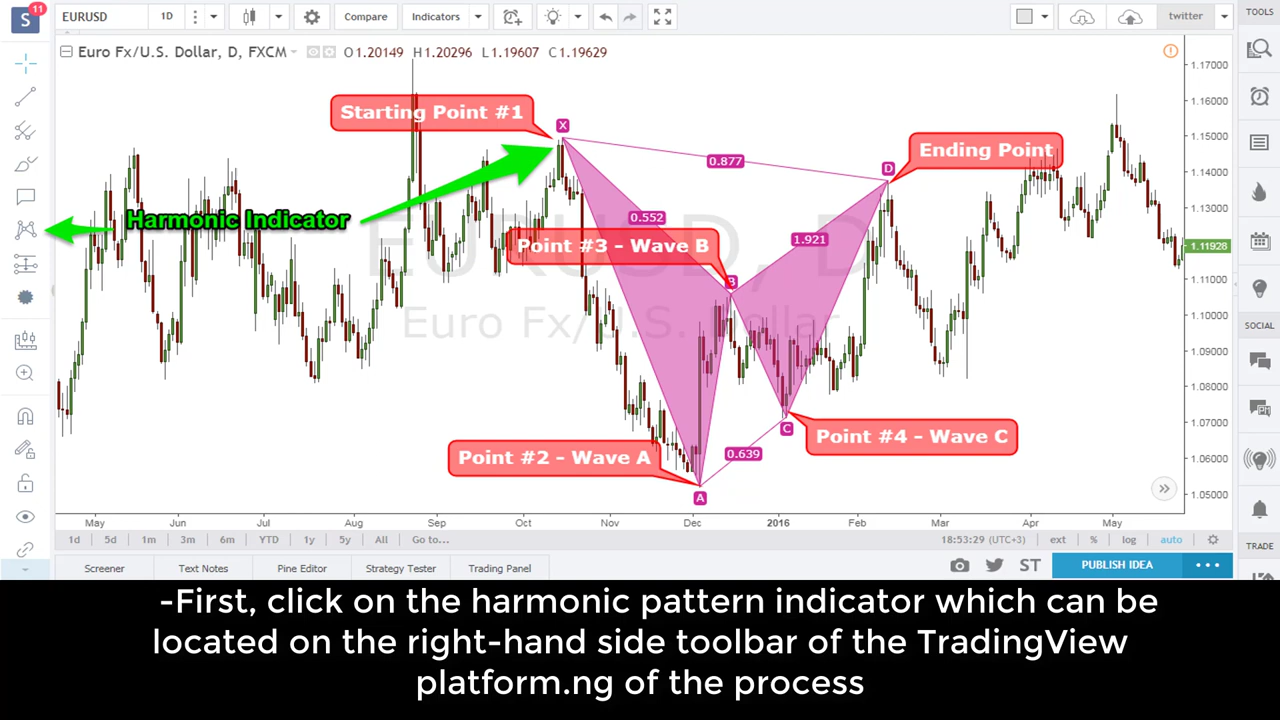 11
S
EURUSD 1D Compare Indicators twitter
TOOLS
Euro Fx/U.S. Dollar, D, FXCM O1.20149 H1.20296 L1.19607 C1.19629
1.17000
1.16000
1.15000
1.14000
1.13000
1.11928
1.11000
1.10000
1.09000
1.08000
1.07000
1.06000
1.05000
Starting Point #1
X
0.877
Ending Point
D
Harmonic Indicator
0.552
Point #3 - Wave B
1.921
EURUSD, D
B
Euro Fx/U.S. Dollar
C
Point #4 - Wave C
0.639
Point #2 - Wave A
A
SOCIAL
TRADE
May Jun Jul Aug Sep Oct Nov Dec 2016 Feb Mar Apr May
1d 5d 1m 3m 6m YTD 1y 5y All Go to... 18:53:29 (UTC+3) ext % log auto
Screener Text Notes Pine Editor Strategy Tester Trading Panel ST PUBLISH IDEA
-First, click on the harmonic pattern indicator which can be
located on the right-hand side toolbar of the TradingView
platform.ng of the process